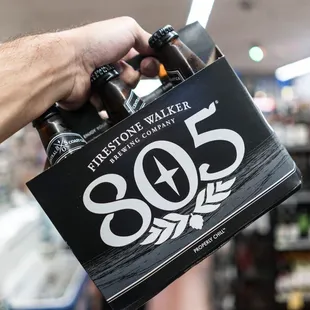 FIRESTONE WALKER
BREWING COMPANY
805
PROPERLY CHILL